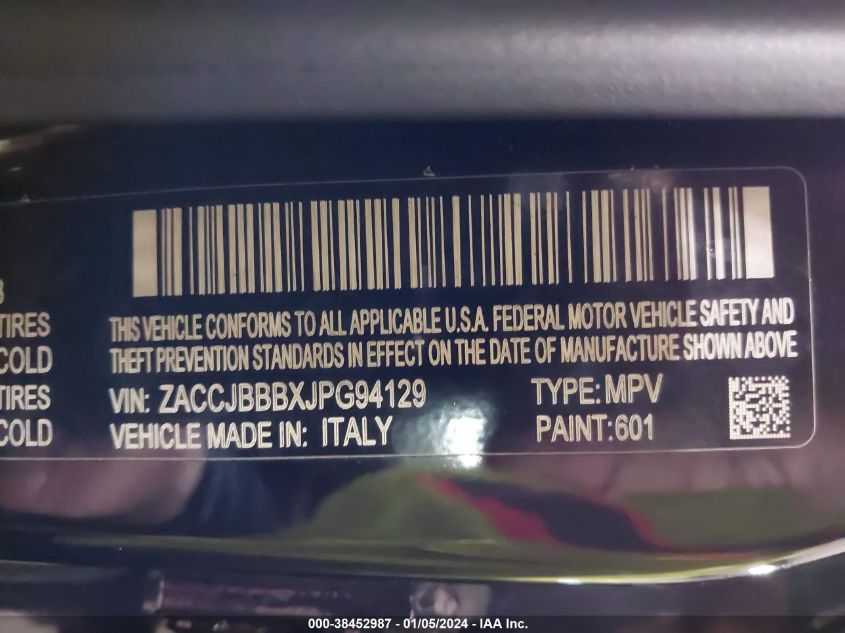 THIS VEHICLE CONFORMS TO ALL APPLICABLE U.S.A. FEDERAL MOTOR VEHICLE SAFETY AND
TIRES
THEFT PREVENTION STANDARDS IN EFFECT ON THE DATE OF MANUFACTURE SHOWN ABOVE
COLD
TIRES
VIN: ZACCJBBBXJPG94129 TYPE: MPV
COLD
VEHICLE MADE IN: ITALY PAINT:601
000-38452987 - 01/05/2024 - IAAI Inc.